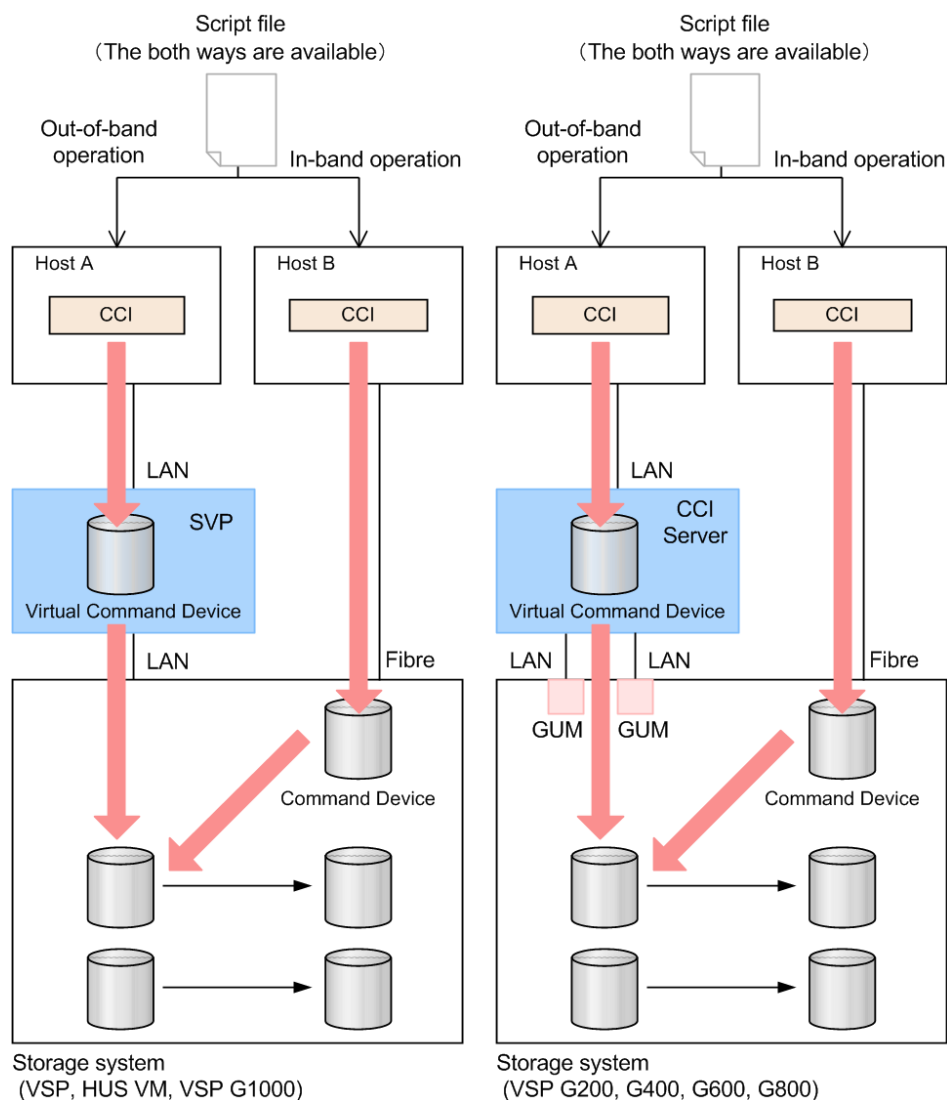 Script file
(The both ways are available)
Out-of-band
operation
In-band operation
Host A
CCI
Host B
CCI
LAN
SVP
Virtual Command Device
LAN
Fibre
Command Device
Storage system
(VSP, HUS VM, VSP G1000)
Script file
(The both ways are available)
Out-of-band
operation
In-band operation
Host A
CCI
Host B
CCI
LAN
CCI
Server
Virtual Command Device
LAN
LAN
Fibre
GUM
GUM
Command Device
Storage system
(VSP G200, G400, G600, G800)